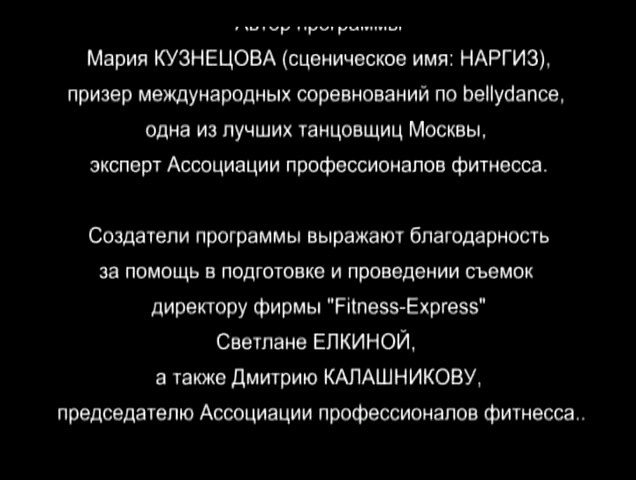 Автор программы
Мария КУЗНЕЦОВА (сценическое имя: НАРГИЗ),
призер международных соревнований по bellydance,
одна из лучших танцовщиц Москвы,
эксперт Ассоциации профессионалов фитнесса.
Создатели программы выражают благодарность
за помощь в подготовке и проведении съемок
директору фирмы "Fitness-Express"
Светлане ЕЛКИНОЙ,
а также Дмитрию КАЛАШНИКОВУ,
председателю Ассоциации профессионалов фитнесса..